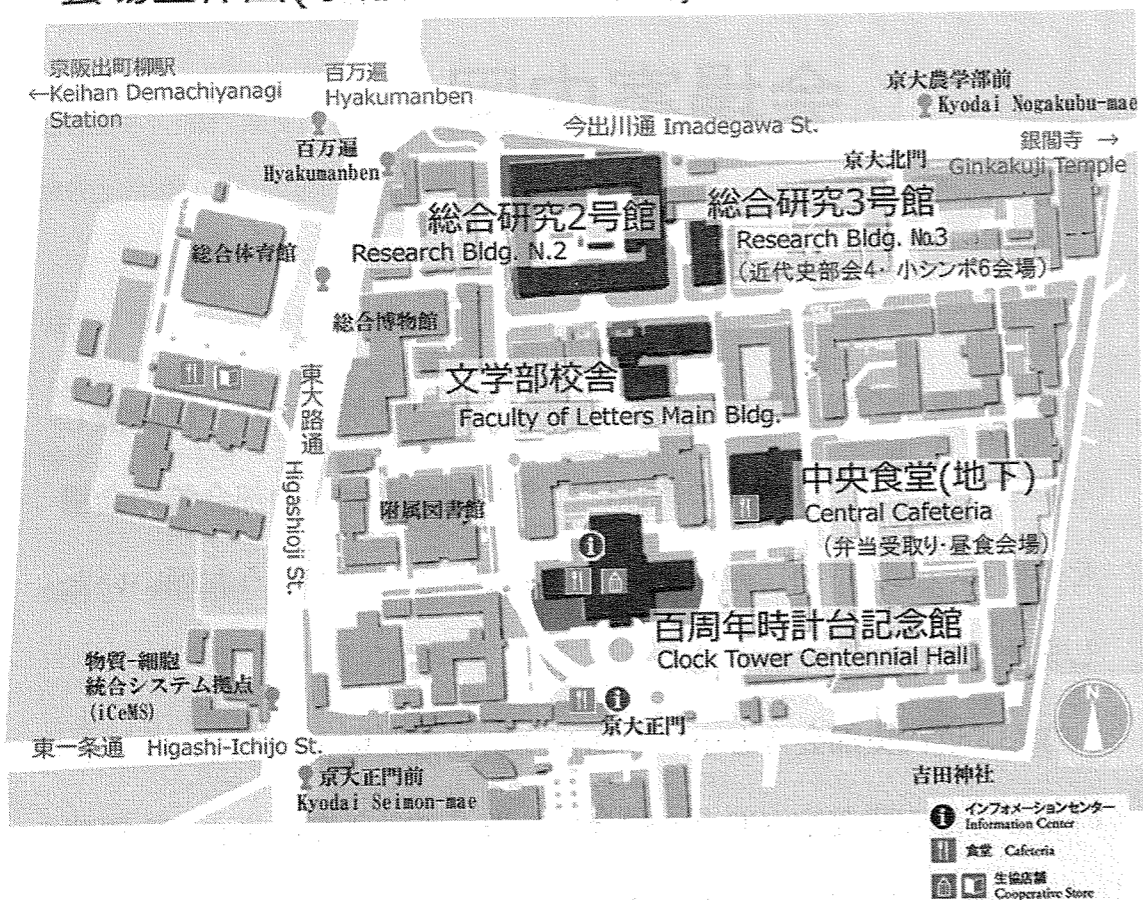 京阪出町柳駅
←Keihan Demachiyanagi
Station
百万遍
Hyakumanben
京大農学部前
Kyodai Nogakubu-mae
今出川通 Imadegawa St.
銀閣寺 →
Ginkakuji Temple
百万遍
Hyakumanben
京大北門
総合研究2号館
Research Bldg. N.2
総合研究3号館
Research Bldg. №3
(近代史部会4・小シンポ6会場)
総合体育館
総合博物館
東大路通
Higashioji St.
文学部校舎
Faculty of Letters Main Bldg.
附属図書館
中央食堂(地下)
Central Cafeteria
(弁当受取り・昼食会場)
百周年時計台記念館
Clock Tower Centennial Hall
物質-細胞
統合システム拠点
(iCeMS)
京大正門
N
東一条通 Higashi-Ichijo St.
京大正門前
Kyodai Seimon-mae
吉田神社
インフォメーションセンター
Information Center
食堂 Cafeteria
生協店舗
Cooperative Store